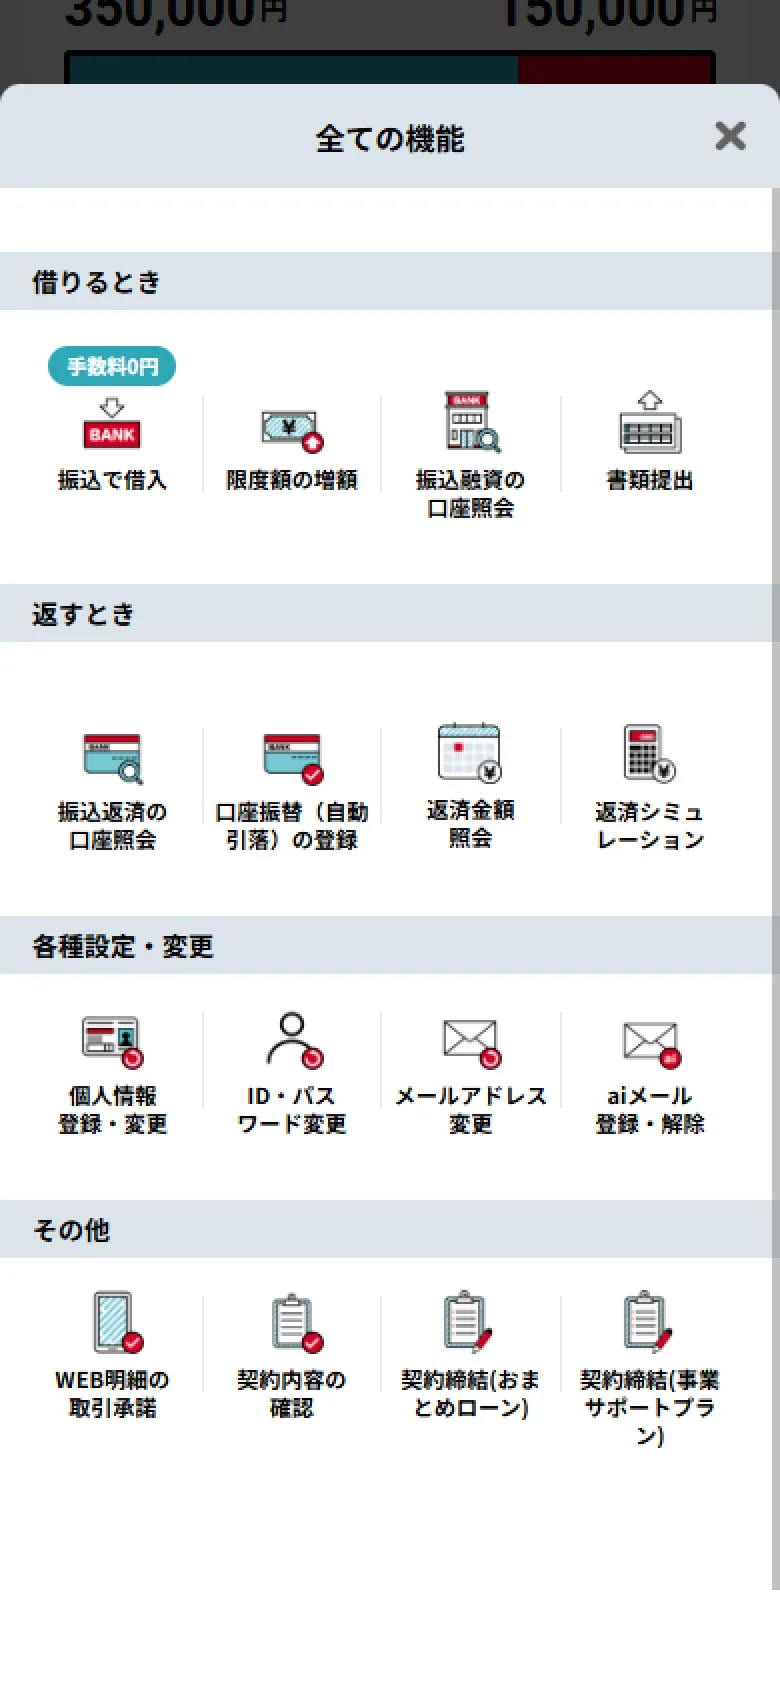 350,000円 150,000円
全ての機能
借りるとき
手数料0円
BANK
振込で借入
¥
限度額の増額
BANK
振込融資の
口座照会
書類提出
返すとき
BANK
振込返済の
口座照会
BANK
口座振替（自動
引落）の登録
¥
返済金額
照会
¥
返済シミュ
レーション
各種設定・変更
個人情報
登録・変更
ID・パス
ワード変更
メールアドレス
変更
ai
aiメール
登録・解除
その他
WEB明細の
取引承諾
契約内容の
確認
契約締結(おま
とめローン)
契約締結(事業
サポートプラ
ン)